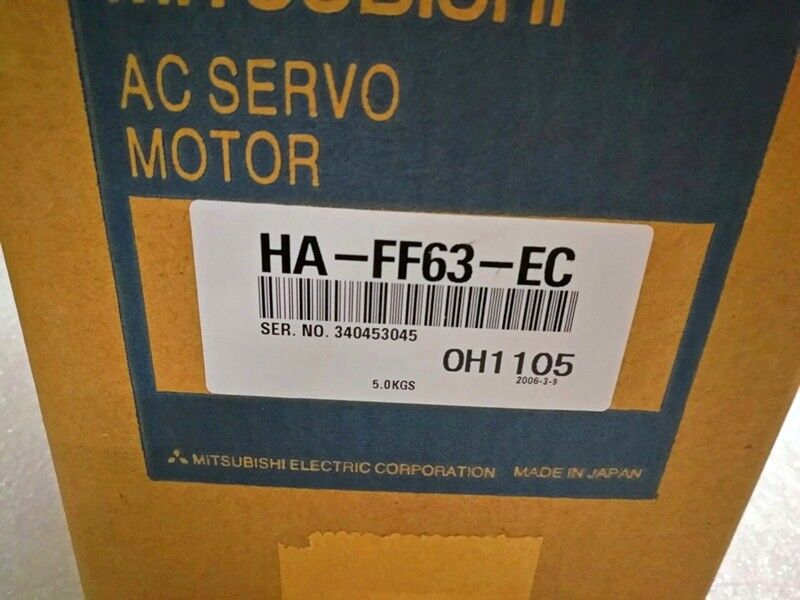 MITSUBISHI
AC SERVO
MOTOR
HA-FF63-EC
SER. NO. 340453045
OH1105
5.0KGS
2006-3-9
MITSUBISHI ELECTRIC CORPORATION MADE IN JAPAN